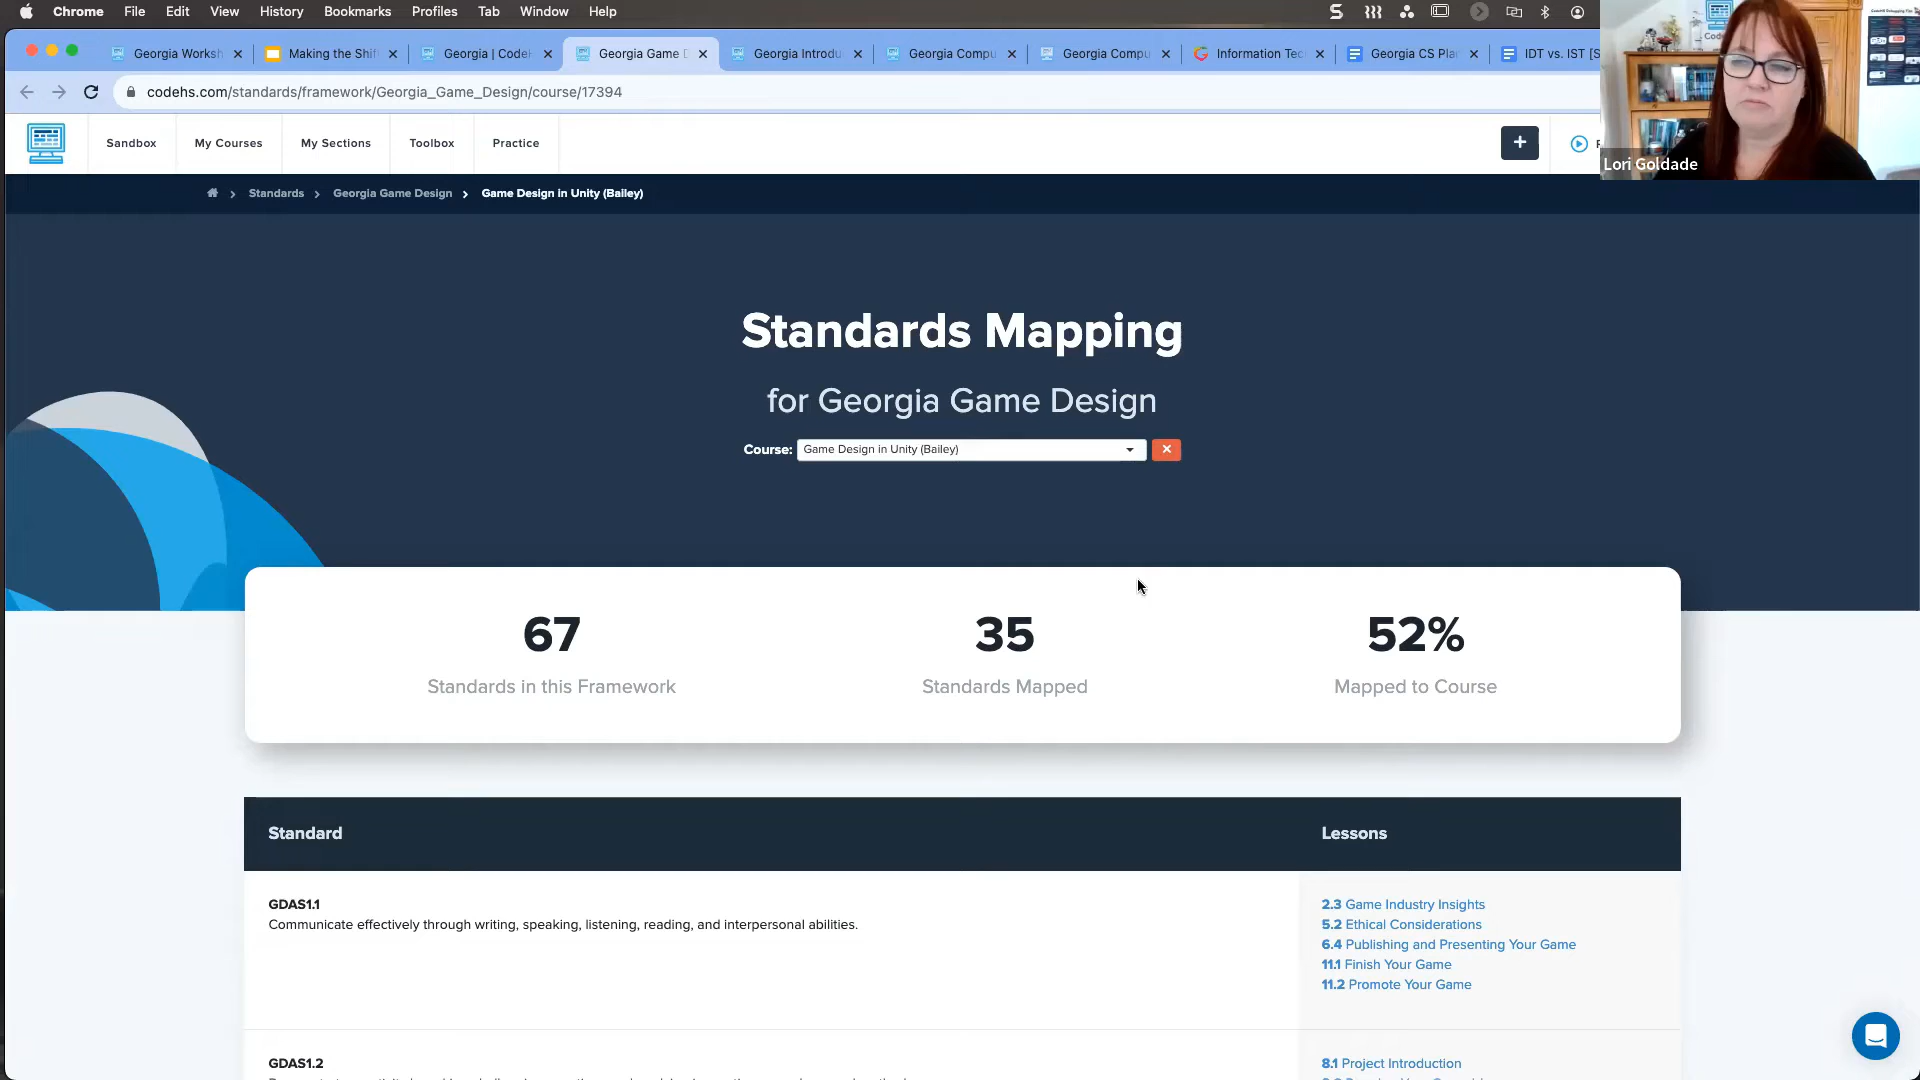 Chrome File Edit View History Bookmarks Profiles Tab Window Help
Georgia Worksh
Making the Shif
Georgia | CodeH
Georgia Game D
Georgia Introdu
Georgia Compu
Georgia Compu
Information Tec
Georgia CS Pla
IDT vs. IST [S
codehs.com/standards/framework/Georgia_Game_Design/course/17394
Sandbox My Courses My Sections Toolbox Practice
Lori Goldade
Standards > Georgia Game Design > Game Design in Unity (Bailey)
Standards Mapping
for Georgia Game Design
Course: Game Design in Unity (Bailey)
67 35 52%
Standards in this Framework Standards Mapped Mapped to Course
Standard Lessons
GDAS1.1
Communicate effectively through writing, speaking, listening, reading, and interpersonal abilities.
2.3 Game Industry Insights
5.2 Ethical Considerations
6.4 Publishing and Presenting Your Game
11.1 Finish Your Game
11.2 Promote Your Game
GDAS1.2
8.1 Project Introduction